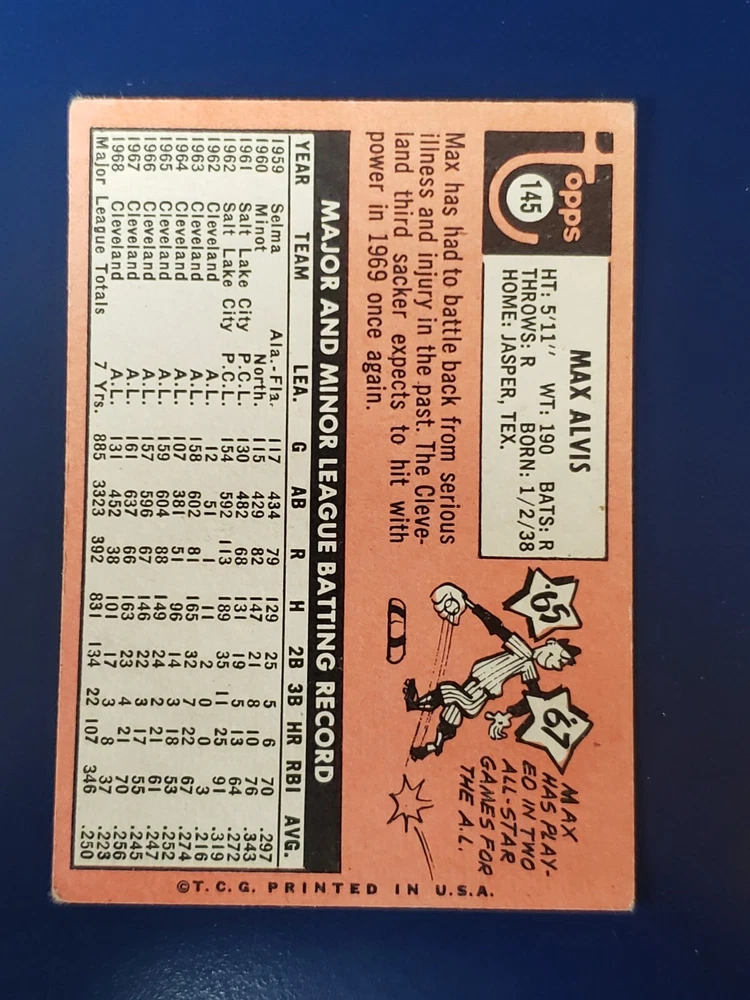 Topps
145
MAX ALVIS
HT: 5'11" WT: 190 BATS: R
THROWS: R BORN: 1/2/38
HOME: JASPER, TEX.
Max has had to battle back from serious
illness and injury in the past. The Cleve-
land third sacker expects to hit with
power in 1969 once again.
'65
'67
MAX
HAS PLAY-
ED IN TWO
ALL-STAR
GAMES FOR
THE A.L.
MAJOR AND MINOR LEAGUE BATTING RECORD
YEAR TEAM LEA. G AB R H 2B 3B HR RBI AVG.
1959 Selma Ala.-Fla. 117 434 79 129 25 5 6 70 .297
1960 Minot North. 115 429 82 147 21 8 10 76 .343
1961 Salt Lake City P.C.L. 130 482 68 131 19 5 13 64 .272
1962 Salt Lake City P.C.L. 154 592 113 189 35 11 25 91 .319
1962 Cleveland A.L. 12 51 1 11 2 0 0 3 .216
1963 Cleveland A.L. 158 602 81 165 32 7 22 67 .274
1964 Cleveland A.L. 107 381 51 96 14 3 18 53 .252
1965 Cleveland A.L. 159 604 88 149 24 2 21 61 .247
1966 Cleveland A.L. 157 596 67 146 22 3 17 55 .245
1967 Cleveland A.L. 161 637 66 163 23 4 21 70 .256
1968 Cleveland A.L. 131 452 38 101 17 3 8 37 .223
Major League Totals 7 Yrs. 885 3323 392 831 134 22 107 346 .250
©T.C.G. PRINTED IN U.S.A.